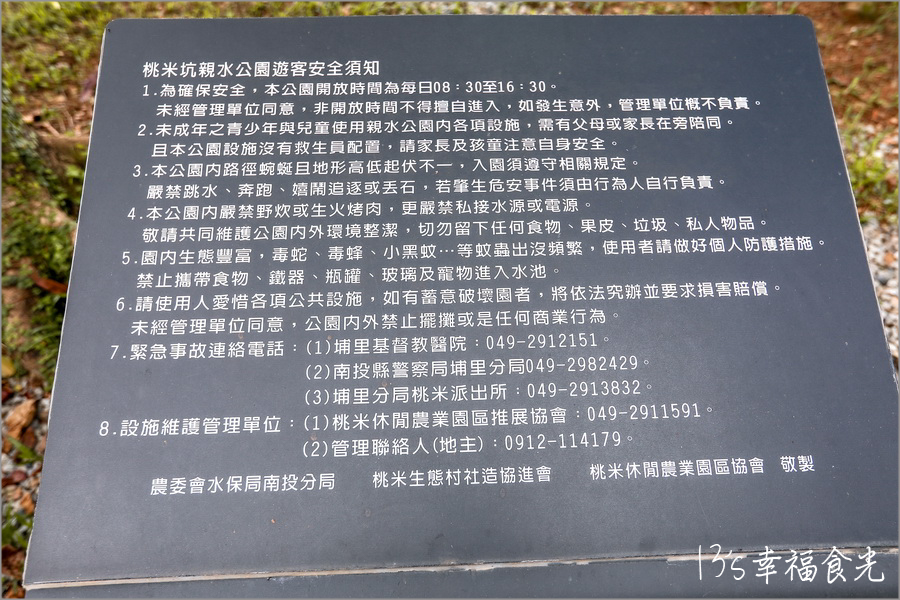 桃米坑親水公園遊客安全須知
1.為確保安全，本公園開放時間為每日08：30至16：30。
未經管理單位同意，非開放時間不得擅自進入，如發生意外，管理單位概不負責。
2.未成年之青少年與兒童使用親水公園內各項設施，需有父母或家長在旁陪同。
且本公園設施沒有救生員配置，請家長及孩童注意自身安全。
3.本公園內路徑蜿蜒且地形高低起伏不一，入園須遵守相關規定。
嚴禁跳水、奔跑、嬉鬧追逐或丟石，若肇生危安事件須由行為人自行負責。
4.本公園內嚴禁野炊或生火烤肉，更嚴禁私接水源或電源。
敬請共同維護公園內外環境整潔，切勿留下任何食物、果皮、垃圾、私人物品。
5.園內生態豐富，毒蛇、毒蜂、小黑蚊…等蚊蟲出沒頻繁，使用者請做好個人防護措施。
禁止攜帶食物、鐵器、瓶罐、玻璃及寵物進入水池。
6.請使用人愛惜各項公共設施，如有蓄意破壞園者，將依法究辦並要求損害賠償。
未經管理單位同意，公園內外禁止擺攤或是任何商業行為。
7.緊急事故連絡電話：(1)埔里基督教醫院：049-2912151。
(2)南投縣警察局埔里分局049-2982429。
(3)埔里分局桃米派出所：049-2913832。
8.設施維護管理單位：(1)桃米休閒農業園區推展協會：049-2911591。
(2)管理聯絡人(地主)：0912-114179。
農委會水保局南投分局　桃米生態村社造協進會　桃米休閒農業園區協會　敬製
13's幸福食光